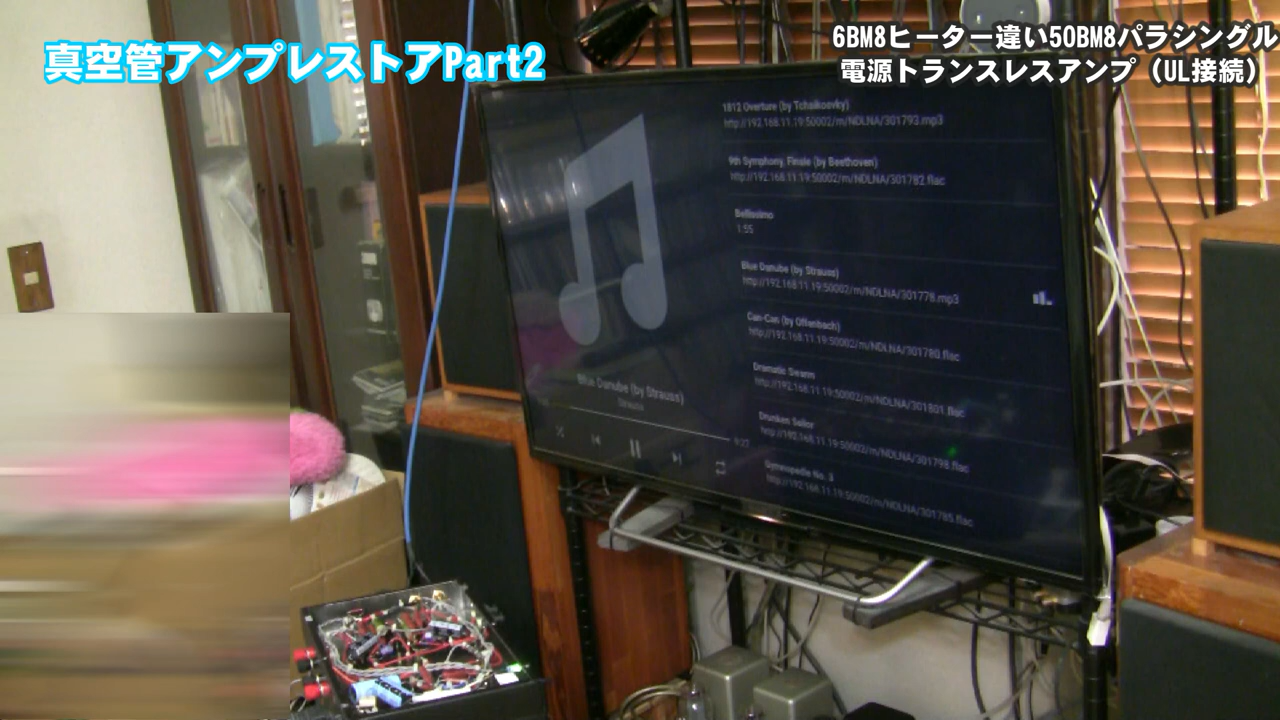 真空管アンプレストアPart2
6BM8ヒーター違い50BM8パラシングル
電源トランスレスアンプ（UL接続）
1812 Overture (by Tchaikoovky)
http://192.168.11.19:50002/m/NDLNA/301793.mp3
9th Symphony, Finale (by Beethoven)
http://192.168.11.19:50002/m/NDLNA/301782.flac
Bellissimo
1:55
Blue Danube (by Strauss)
http://192.168.11.19:50002/m/NDLNA/301778.mp3
Can-Can (by Offenbach)
http://192.168.11.19:50002/m/NDLNA/301780.flac
Dramatic Swarm
http://192.168.11.19:50002/m/NDLNA/301801.flac
Drunken Sailor
http://192.168.11.19:50002/m/NDLNA/301798.flac
Gymnopedie No. 3
http://192.168.11.19:50002/m/NDLNA/301785.flac
Blue Danube (by Strauss)
Strauss
9:27